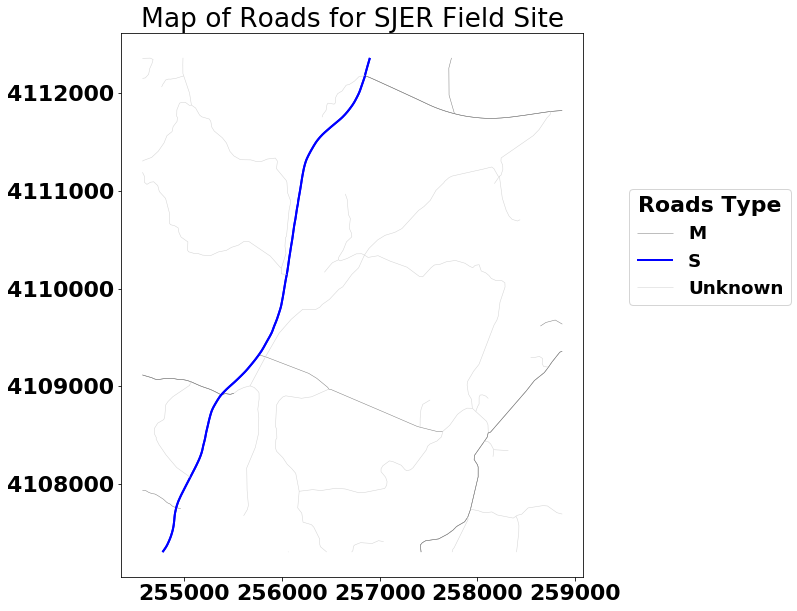 Map of Roads for SJER Field Site
4112000
4111000
4110000
4109000
4108000
255000 256000 257000 258000 259000
Roads Type
M
S
Unknown